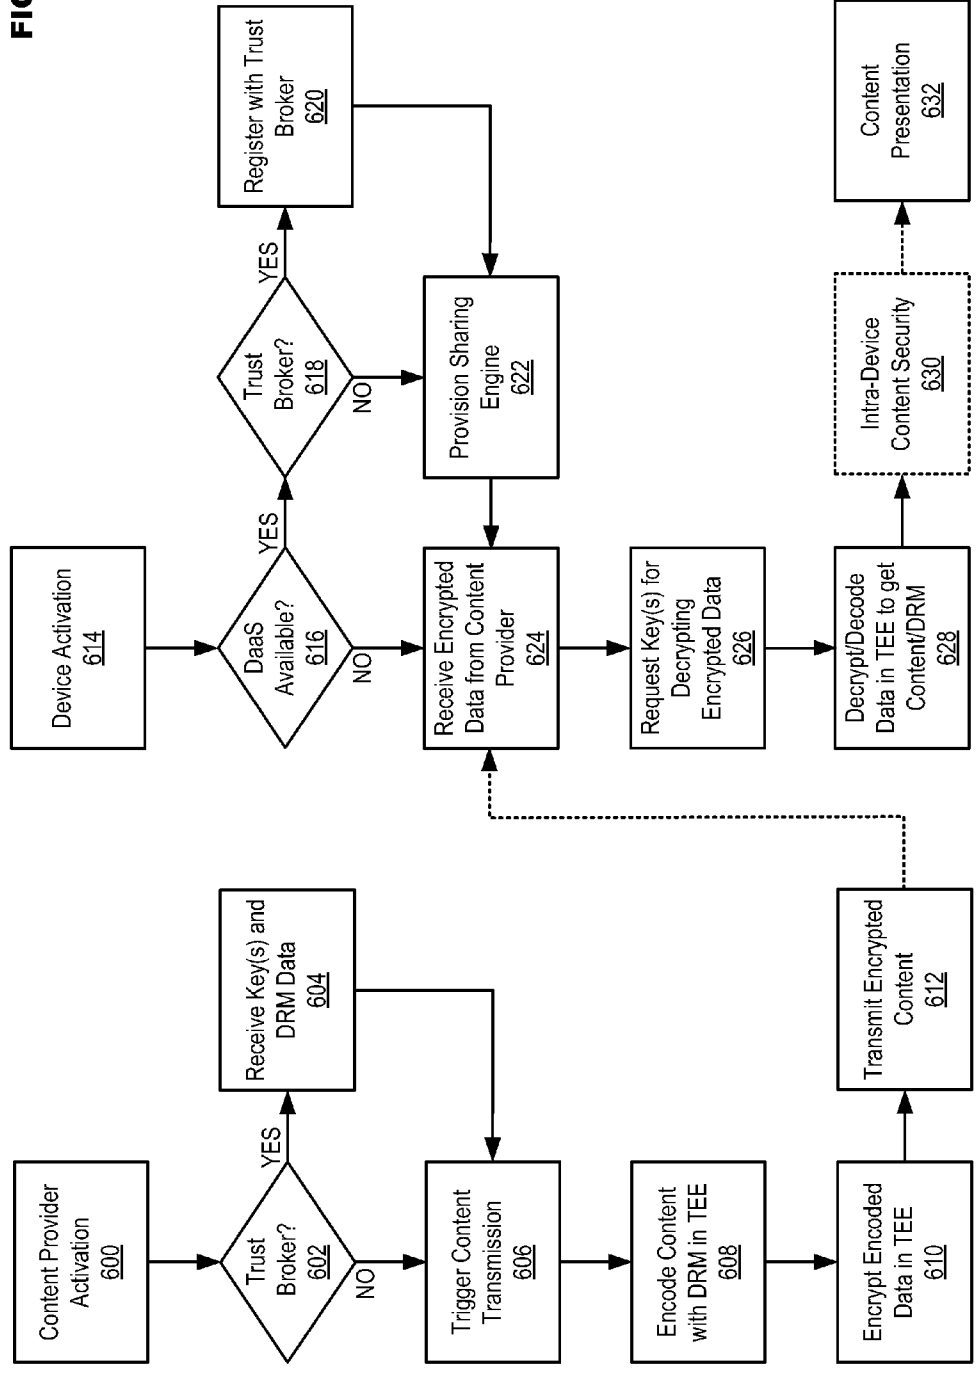 FIG
Content Provider
Activation
600
Trust
Broker?
602
YES
NO
Receive Key(s) and
DRM Data
604
Trigger Content
Transmission
606
Encode Content
with DRM in TEE
608
Encrypt Encoded
Data in TEE
610
Transmit Encrypted
Content
612
Device Activation
614
DaaS
Available?
616
YES
NO
Trust
Broker?
618
YES
NO
Register with Trust
Broker
620
Provision Sharing
Engine
622
Receive Encrypted
Data from Content
Provider
624
Request Key(s) for
Decrypting
Encrypted Data
626
Decrypt/Decode
Data in TEE to get
Content/DRM
628
Intra-Device
Content Security
630
Content
Presentation
632